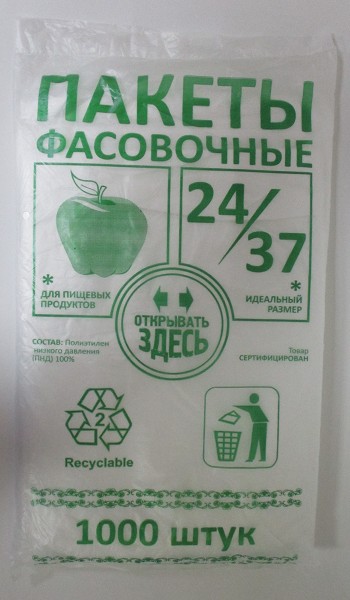 ПАКЕТЫ
ФАСОВОЧНЫЕ
24/37
*
ДЛЯ ПИЩЕВЫХ
ПРОДУКТОВ
*
ИДЕАЛЬНЫЙ
РАЗМЕР
ОТКРЫВАТЬ
ЗДЕСЬ
СОСТАВ: Полиэтилен
низкого давления
(ПНД) 100%
Товар
СЕРТИФИЦИРОВАН
2
Recyclable
1000 штук